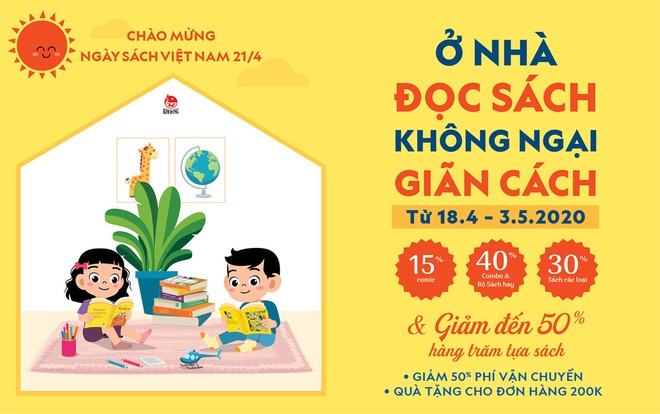 CHÀO MỪNG
NGÀY SÁCH VIỆT NAM 21/4
KIM ĐỒNG
Ở NHÀ
ĐỌC SÁCH
KHÔNG NGẠI
GIÃN CÁCH
Từ 18.4 - 3.5.2020
15%
comic
40%
Combo &
Bộ Sách hay
30%
Sách các loại
& Giảm đến 50%
hàng trăm tựa sách
• GIẢM 50% PHÍ VẬN CHUYỂN
• QUÀ TẶNG CHO ĐƠN HÀNG 200K